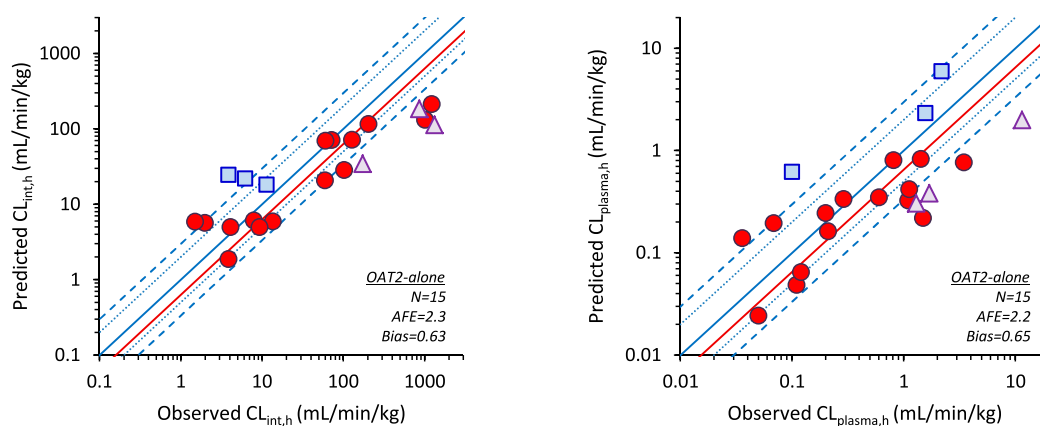 Predicted CLint,h (mL/min/kg)
1000
100
10
1
0.1
0.1 1 10 100 1000
Observed CLint,h (mL/min/kg)
OAT2-alone
N=15
AFE=2.3
Bias=0.63
Predicted CLplasma,h (mL/min/kg)
10
1
0.1
0.01
0.01 0.1 1 10
Observed CLplasma,h (mL/min/kg)
OAT2-alone
N=15
AFE=2.2
Bias=0.65